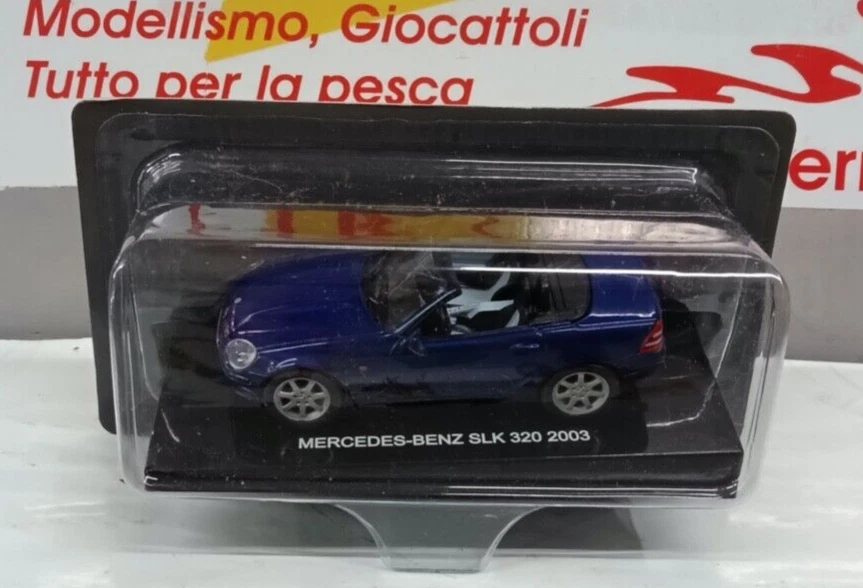 Modellismo, Giocattoli
Tutto per la pesca
MERCEDES-BENZ SLK 320 2003